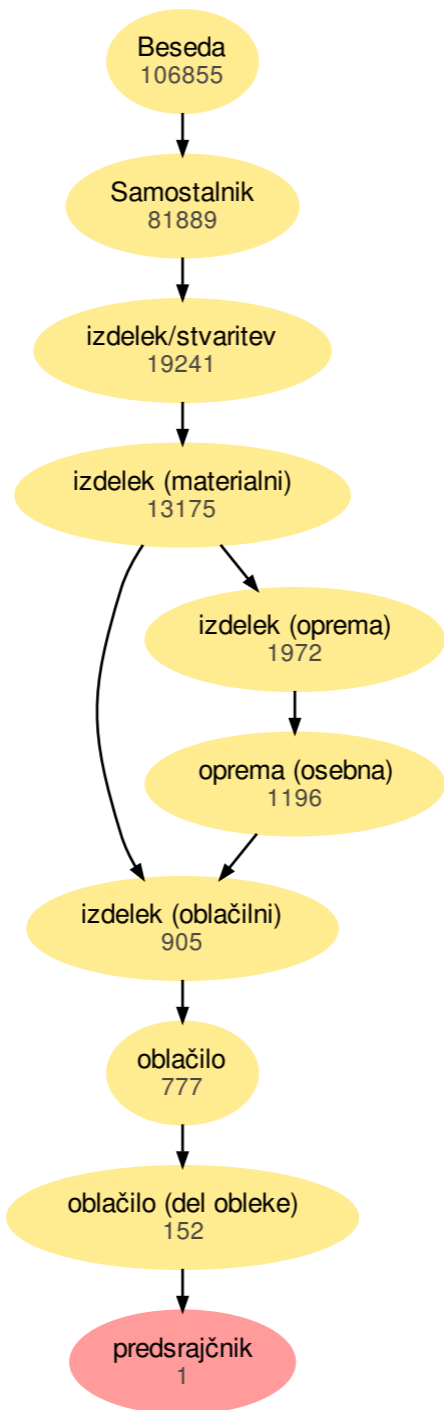 Beseda
106855
Samostalnik
81889
izdelek/stvaritev
19241
izdelek (materialni)
13175
izdelek (oprema)
1972
oprema (osebna)
1196
izdelek (oblačilni)
905
oblačilo
777
oblačilo (del obleke)
152
predsrajčnik
1